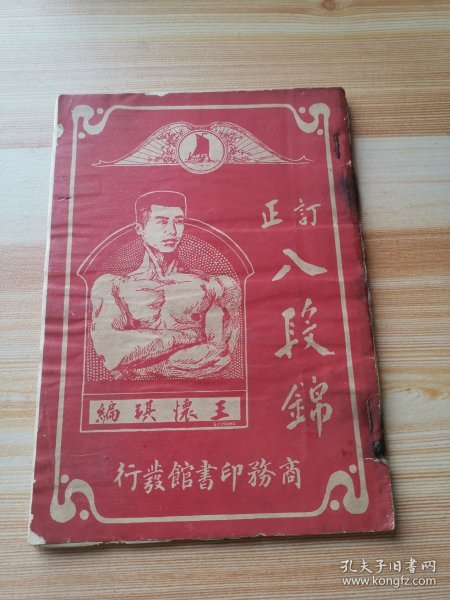 訂正
八段錦
王懷琪編
S.Y.YOUNG
商務印書館發行
孔夫子旧书网
www.kongfz.com